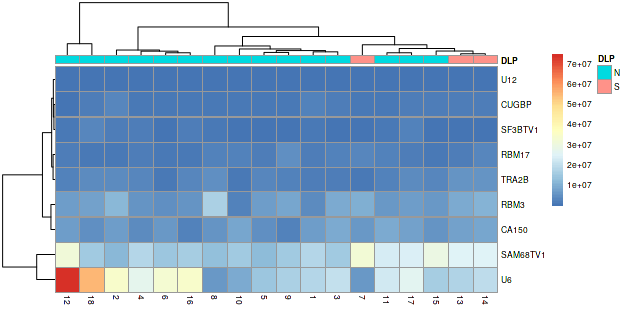 DLP
U12
CUGBP
SF3BTV1
RBM17
TRA2B
RBM3
CA150
SAM68TV1
U6
12 18 2 4 6 16 8 10 5 9 1 3 7 11 17 15 13 14
7e+07
6e+07
5e+07
4e+07
3e+07
2e+07
1e+07
DLP
N
S